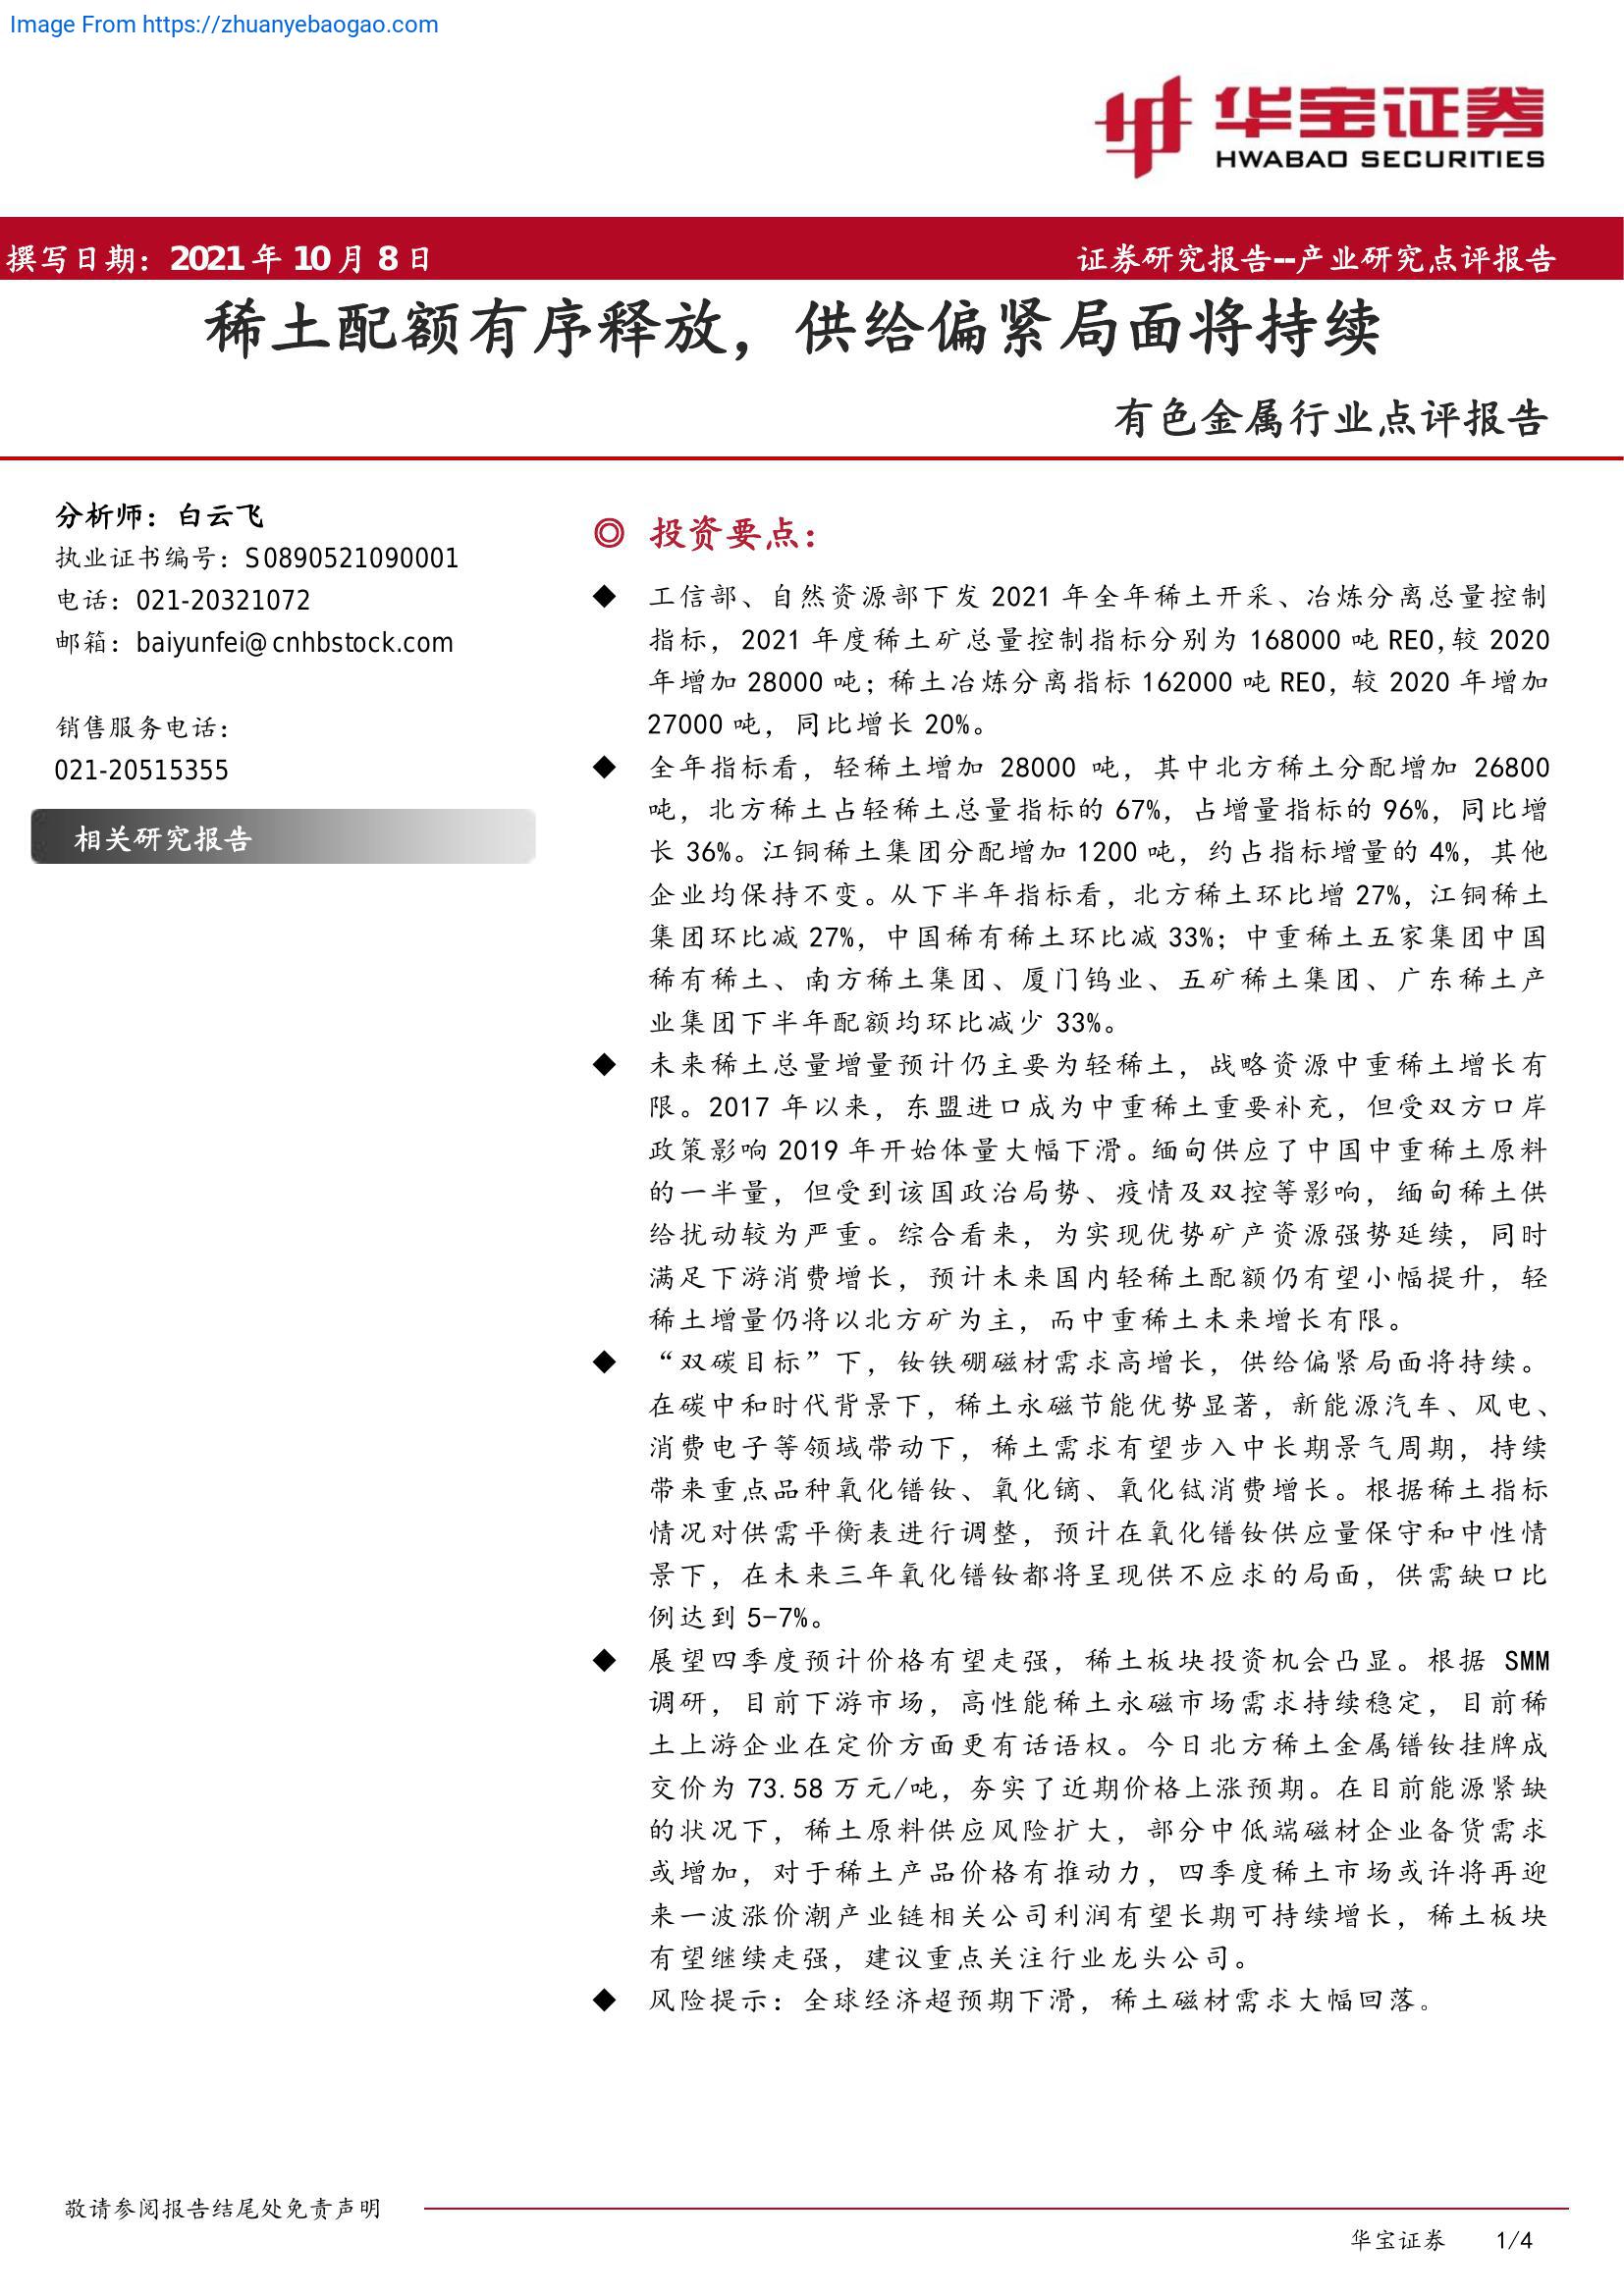 Image From https://zhuanyebaogao.com
华宝证券
HWABAO SECURITIES
撰写日期：2021 年 10 月 8 日
证券研究报告--产业研究点评报告
稀土配额有序释放，供给偏紧局面将持续
有色金属行业点评报告
分析师：白云飞
执业证书编号：S0890521090001
电话：021-20321072
邮箱：baiyunfei@cnhbstock.com
销售服务电话：
021-20515355
相关研究报告
◎ 投资要点：
◆ 工信部、自然资源部下发 2021 年全年稀土开采、冶炼分离总量控制
指标，2021 年度稀土矿总量控制指标分别为 168000 吨 REO,较 2020
年增加 28000 吨；稀土冶炼分离指标 162000 吨 REO，较 2020 年增加
27000 吨，同比增长 20%。
◆ 全年指标看，轻稀土增加 28000 吨，其中北方稀土分配增加 26800
吨，北方稀土占轻稀土总量指标的 67%，占增量指标的 96%，同比增
长 36%。江铜稀土集团分配增加 1200 吨，约占指标增量的 4%，其他
企业均保持不变。从下半年指标看，北方稀土环比增 27%，江铜稀土
集团环比减 27%，中国稀有稀土环比减 33%；中重稀土五家集团中国
稀有稀土、南方稀土集团、厦门钨业、五矿稀土集团、广东稀土产
业集团下半年配额均环比减少 33%。
◆ 未来稀土总量增量预计仍主要为轻稀土，战略资源中重稀土增长有
限。2017 年以来，东盟进口成为中重稀土重要补充，但受双方口岸
政策影响 2019 年开始体量大幅下滑。缅甸供应了中国中重稀土原料
的一半量，但受到该国政治局势、疫情及双控等影响，缅甸稀土供
给扰动较为严重。综合看来，为实现优势矿产资源强势延续，同时
满足下游消费增长，预计未来国内轻稀土配额仍有望小幅提升，轻
稀土增量仍将以北方矿为主，而中重稀土未来增长有限。
◆ “双碳目标”下，钕铁硼磁材需求高增长，供给偏紧局面将持续。
在碳中和时代背景下，稀土永磁节能优势显著，新能源汽车、风电、
消费电子等领域带动下，稀土需求有望步入中长期景气周期，持续
带来重点品种氧化镨钕、氧化镝、氧化铽消费增长。根据稀土指标
情况对供需平衡表进行调整，预计在氧化镨钕供应量保守和中性情
景下，在未来三年氧化镨钕都将呈现供不应求的局面，供需缺口比
例达到 5-7%。
◆ 展望四季度预计价格有望走强，稀土板块投资机会凸显。根据 SMM
调研，目前下游市场，高性能稀土永磁市场需求持续稳定，目前稀
土上游企业在定价方面更有话语权。今日北方稀土金属镨钕挂牌成
交价为 73.58 万元/吨，夯实了近期价格上涨预期。在目前能源紧缺
的状况下，稀土原料供应风险扩大，部分中低端磁材企业备货需求
或增加，对于稀土产品价格有推动力，四季度稀土市场或许将再迎
来一波涨价潮产业链相关公司利润有望长期可持续增长，稀土板块
有望继续走强，建议重点关注行业龙头公司。
◆ 风险提示：全球经济超预期下滑，稀土磁材需求大幅回落。
敬请参阅报告结尾处免责声明
华宝证券 1/4